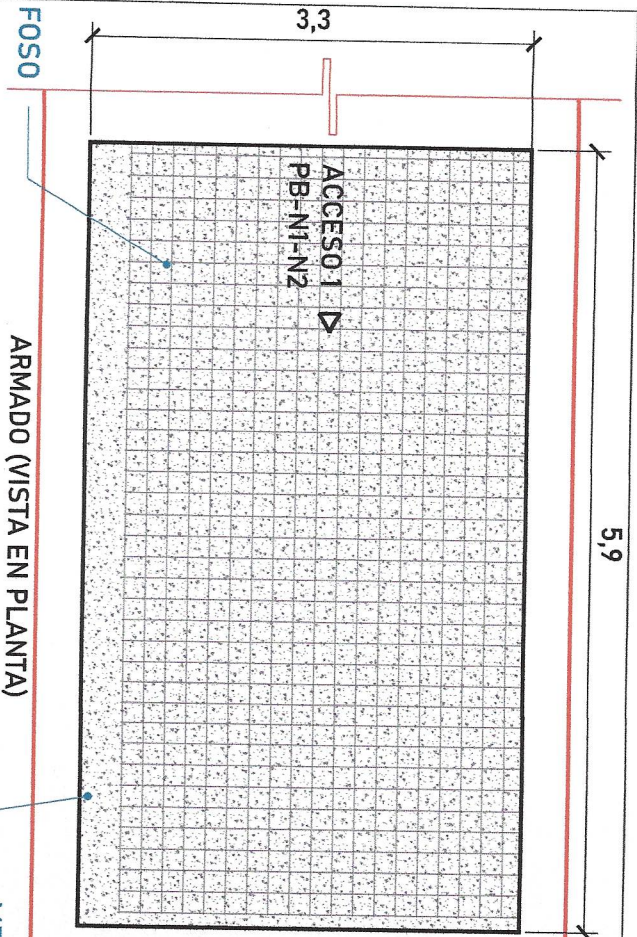 3,3
5,9
FOSO
ACCESO 1
PB-N1-N2
ARMADO (VISTA EN PLANTA)